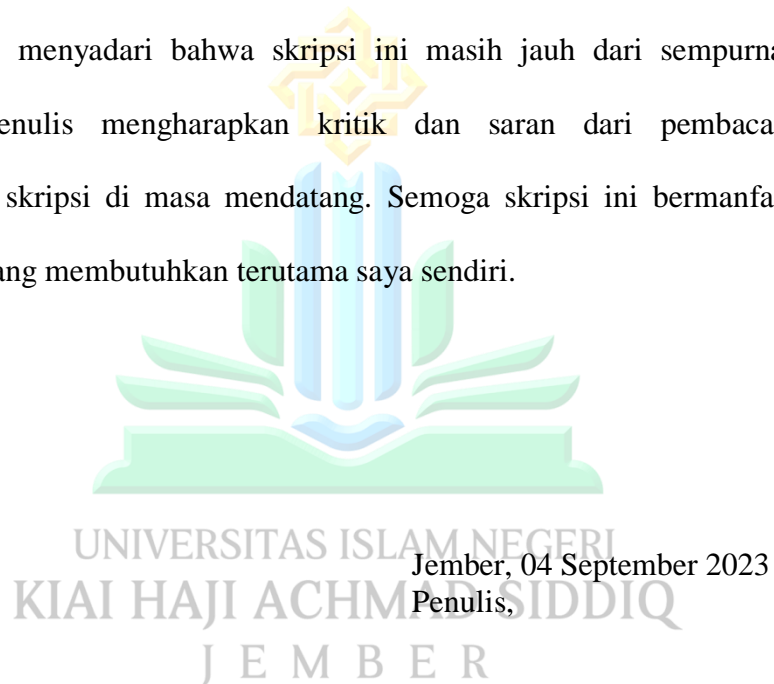 menyadari bahwa skripsi ini masih jauh dari sempurna
enulis mengharapkan kritik dan saran dari pembaca
skripsi di masa mendatang. Semoga skripsi ini bermanfa
ang membutuhkan terutama saya sendiri.
UNIVERSITAS ISLAM NEGERI
Jember, 04 September 2023
KIAI HAJI ACHMAD SIDDIQ
Penulis,
JEMBER